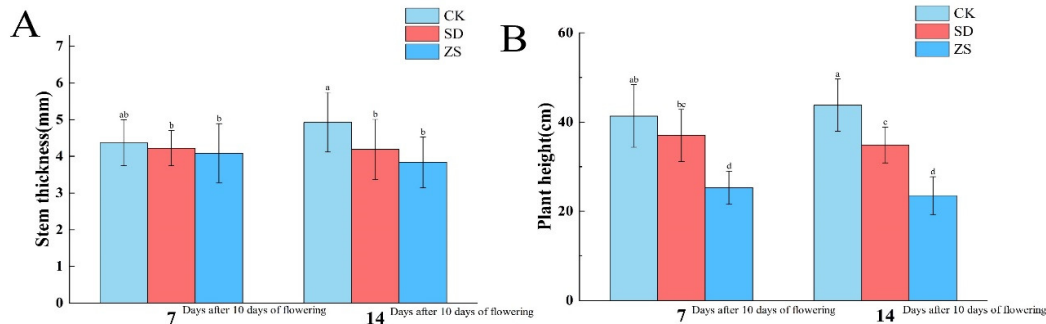 A
Stem thickness(mm)
7
6
5
4
3
2
1
0
CK
SD
ZS
ab
b
b
a
b
b
7 Days after 10 days of flowering
14 Days after 10 days of flowering
B
Plant height(cm)
60
40
20
0
CK
SD
ZS
ab
bc
d
a
c
d
7 Days after 10 days of flowering
14 Days after 10 days of flowering